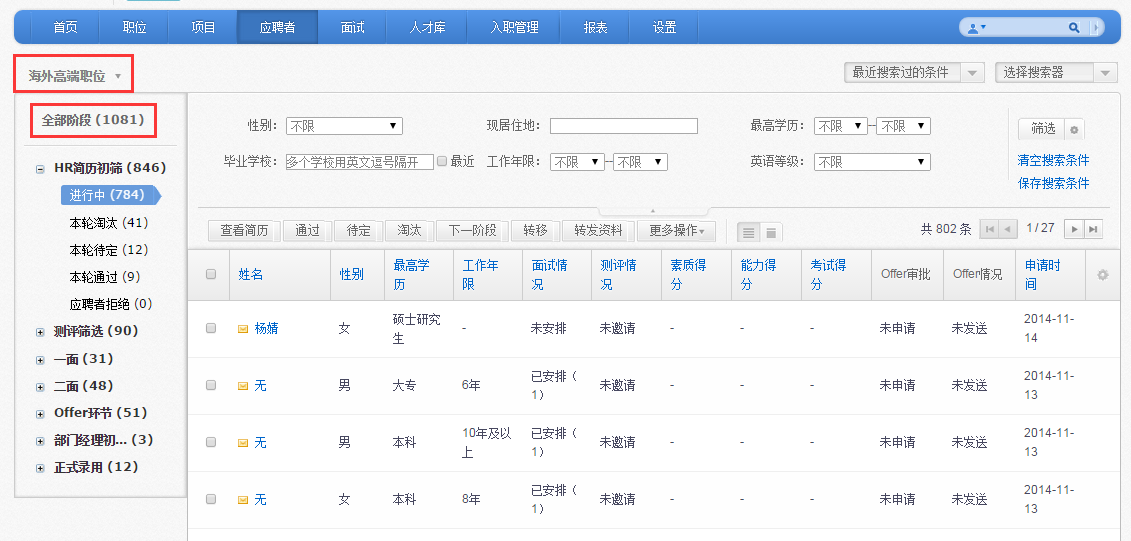 首页 职位 项目 应聘者 面试 人才库 入职管理 报表 设置
海外高端职位
最近搜索过的条件 选择搜索器
全部阶段 (1081)
HR简历初筛 (846)
进行中 (784)
本轮淘汰 (41)
本轮待定 (12)
本轮通过 (9)
应聘者拒绝 (0)
测评筛选 (90)
一面 (31)
二面 (48)
Offer环节 (51)
部门经理初... (3)
正式录用 (12)
性别: 不限 现居住地: 最高学历: 不限 -- 不限 筛选
毕业学校: 多个学校用英文逗号隔开 最近 工作年限: 不限 -- 不限 英语等级: 不限
清空搜索条件
保存搜索条件
查看简历 通过 待定 淘汰 下一阶段 转移 转发资料 更多操作 共 802 条 1 / 27
姓名 性别 最高学历 工作年限 面试情况 测评情况 素质得分 能力得分 考试得分 Offer审批 Offer情况 申请时间
杨婧 女 硕士研究生 - 未安排 未邀请 - - - 未申请 未发送 2014-11-14
无 男 大专 6年 已安排（1） 未邀请 - - - 未申请 未发送 2014-11-13
无 男 本科 10年及以上 已安排（1） 未邀请 - - - 未申请 未发送 2014-11-13
无 女 本科 8年 已安排（1） 未邀请 - - - 未申请 未发送 2014-11-13